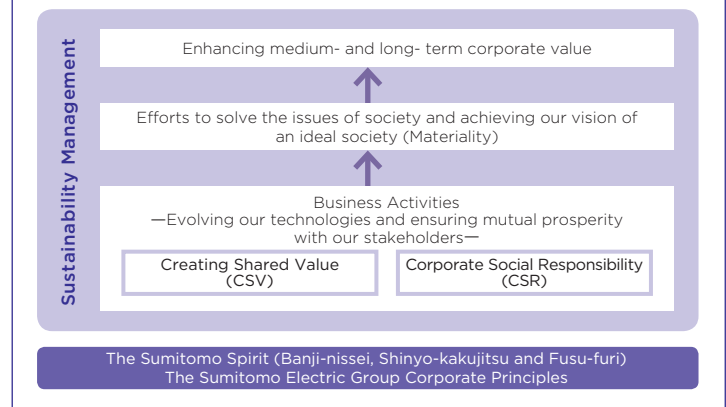 Sustainability Management
Enhancing medium- and long- term corporate value
Efforts to solve the issues of society and achieving our vision of
an ideal society (Materiality)
Business Activities
—Evolving our technologies and ensuring mutual prosperity
with our stakeholders—
Creating Shared Value
(CSV)
Corporate Social Responsibility
(CSR)
The Sumitomo Spirit (Banji-nissei, Shinyo-kakujitsu and Fusu-furi)
The Sumitomo Electric Group Corporate Principles